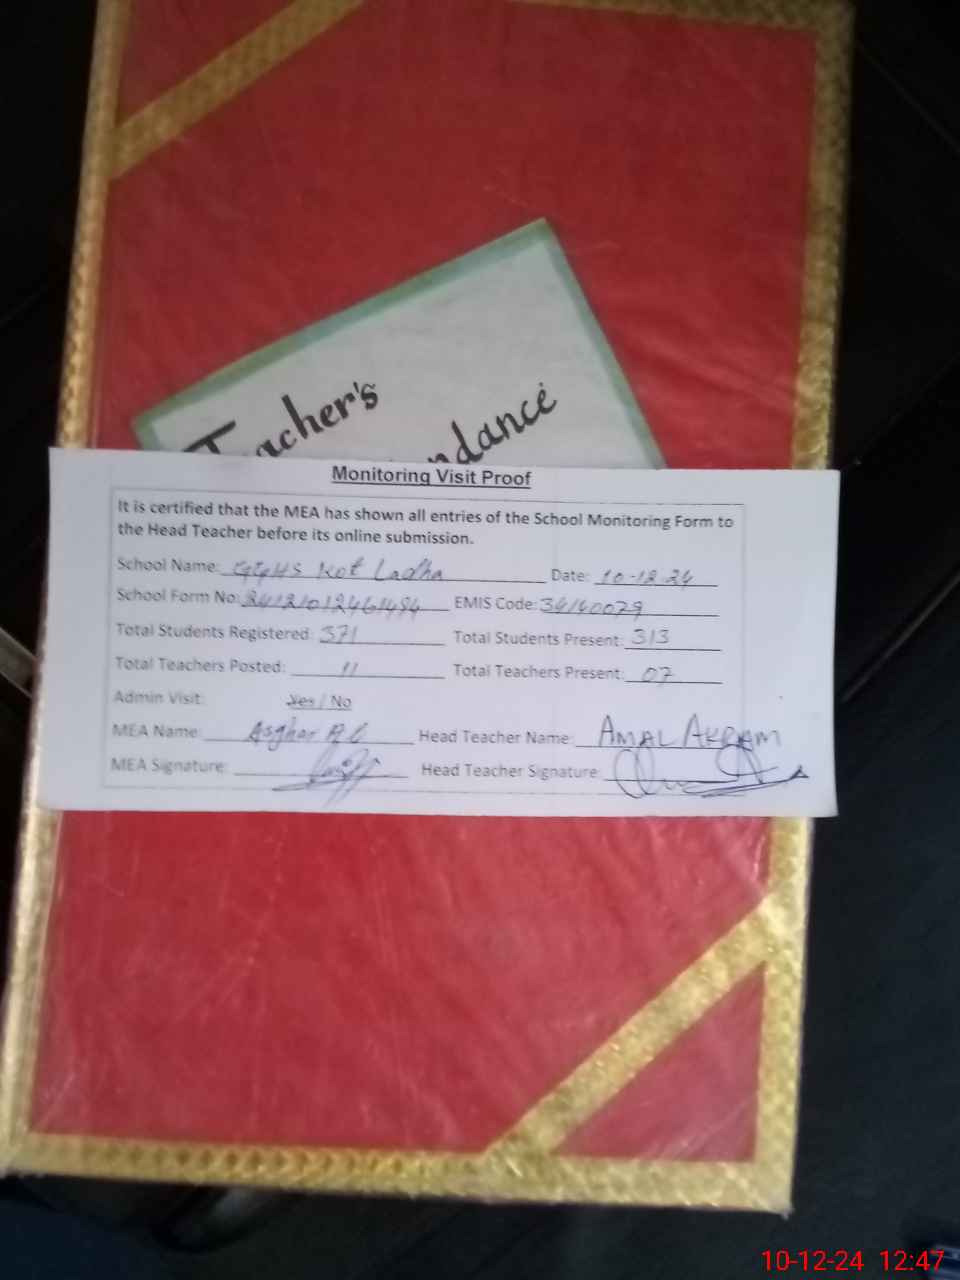 Teacher's
Monitoring Visit Proof
It is certified that the MEA has shown all entries of the School Monitoring Form to
the Head Teacher before its online submission.
School Name: GGHS Kot Ladha Date: 10-12-24
School Form No: EMIS Code: 34140079
Total Students Registered: 371 Total Students Present: 313
Total Teachers Posted: 11 Total Teachers Present: 07
Admin Visit: Yes / No
MEA Name: Asghar Ali Head Teacher Name: AMAL AKRAM
MEA Signature: Head Teacher Signature:
10-12-24 12:47